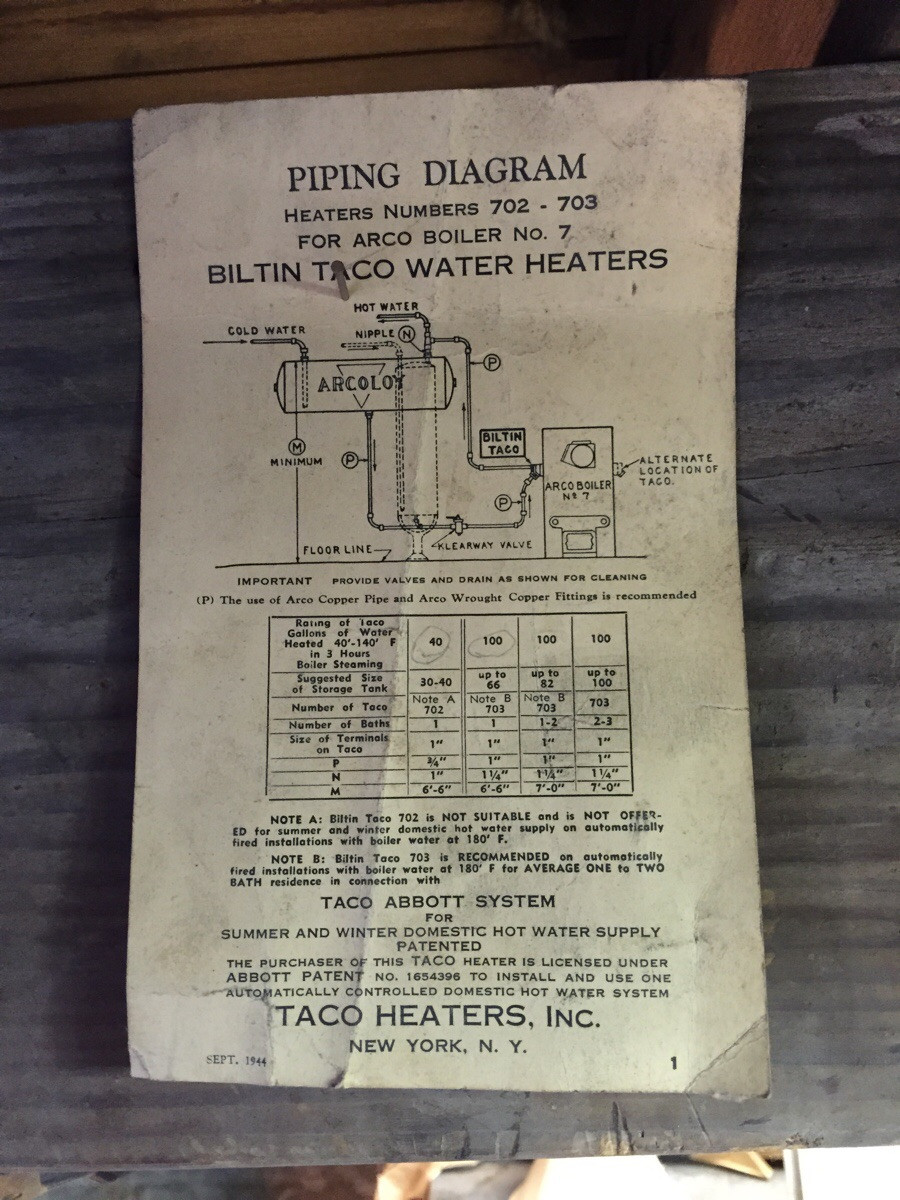 PIPING DIAGRAM
HEATERS NUMBERS 702 - 703
FOR ARCO BOILER No. 7
BILTIN TACO WATER HEATERS
HOT WATER
COLD WATER
NIPPLE N
P
ARCOLOY
BILTIN
TACO
M
MINIMUM
P
ALTERNATE
LOCATION OF
TACO.
ARCO BOILER
Nº 7
P
FLOOR LINE
KLEARWAY VALVE
IMPORTANT PROVIDE VALVES AND DRAIN AS SHOWN FOR CLEANING
(P) The use of Arco Copper Pipe and Arco Wrought Copper Fittings is recommended
Rating of Taco
Gallons of Water
Heated 40'-140' F
in 3 Hours
Boiler Steaming
40 100 100 100
Suggested Size
of Storage Tank
30-40 up to 66 up to 82 up to 100
Number of Taco Note A 702 Note B 703 Note B 703 703
Number of Baths 1 1 1-2 2-3
Size of Terminals
on Taco
1" 1" 1" 1"
P ¾" 1" 1" 1"
N 1" 1¼" 1¼" 1¼"
M 6'-6" 6'-6" 7'-0" 7'-0"
NOTE A: Biltin Taco 702 is NOT SUITABLE and is NOT OFFER-
ED for summer and winter domestic hot water supply on automatically
fired installations with boiler water at 180' F.
NOTE B: Biltin Taco 703 is RECOMMENDED on automatically
fired installations with boiler water at 180' F for AVERAGE ONE to TWO
BATH residence in connection with
TACO ABBOTT SYSTEM
FOR
SUMMER AND WINTER DOMESTIC HOT WATER SUPPLY
PATENTED
THE PURCHASER OF THIS TACO HEATER IS LICENSED UNDER
ABBOTT PATENT NO. 1654396 TO INSTALL AND USE ONE
AUTOMATICALLY CONTROLLED DOMESTIC HOT WATER SYSTEM
TACO HEATERS, INC.
NEW YORK, N. Y.
SEPT. 1944
1